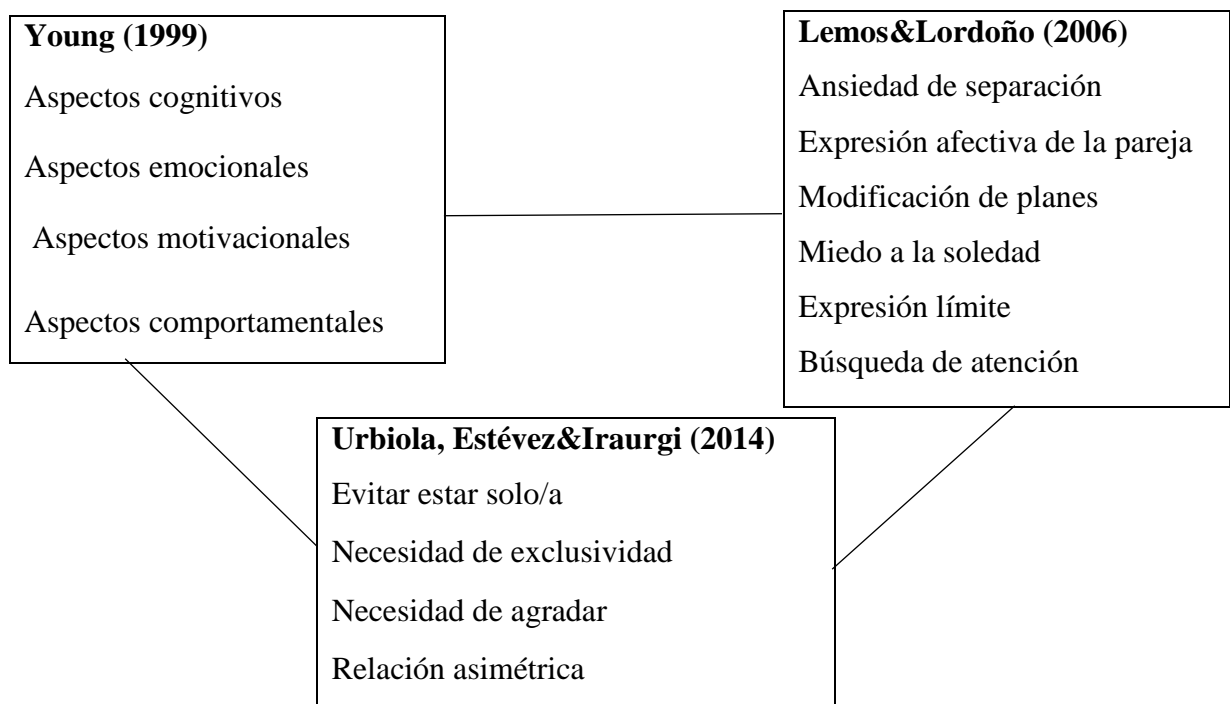 Young (1999)
Aspectos cognitivos
Aspectos emocionales
Aspectos motivacionales
Aspectos comportamentales
Lemos&Lordoño (2006)
Ansiedad de separación
Expresión afectiva de la pareja
Modificación de planes
Miedo a la soledad
Expresión límite
Búsqueda de atención
Urbiola, Estévez&Iraurgi (2014)
Evitar estar solo/a
Necesidad de exclusividad
Necesidad de agradar
Relación asimétrica